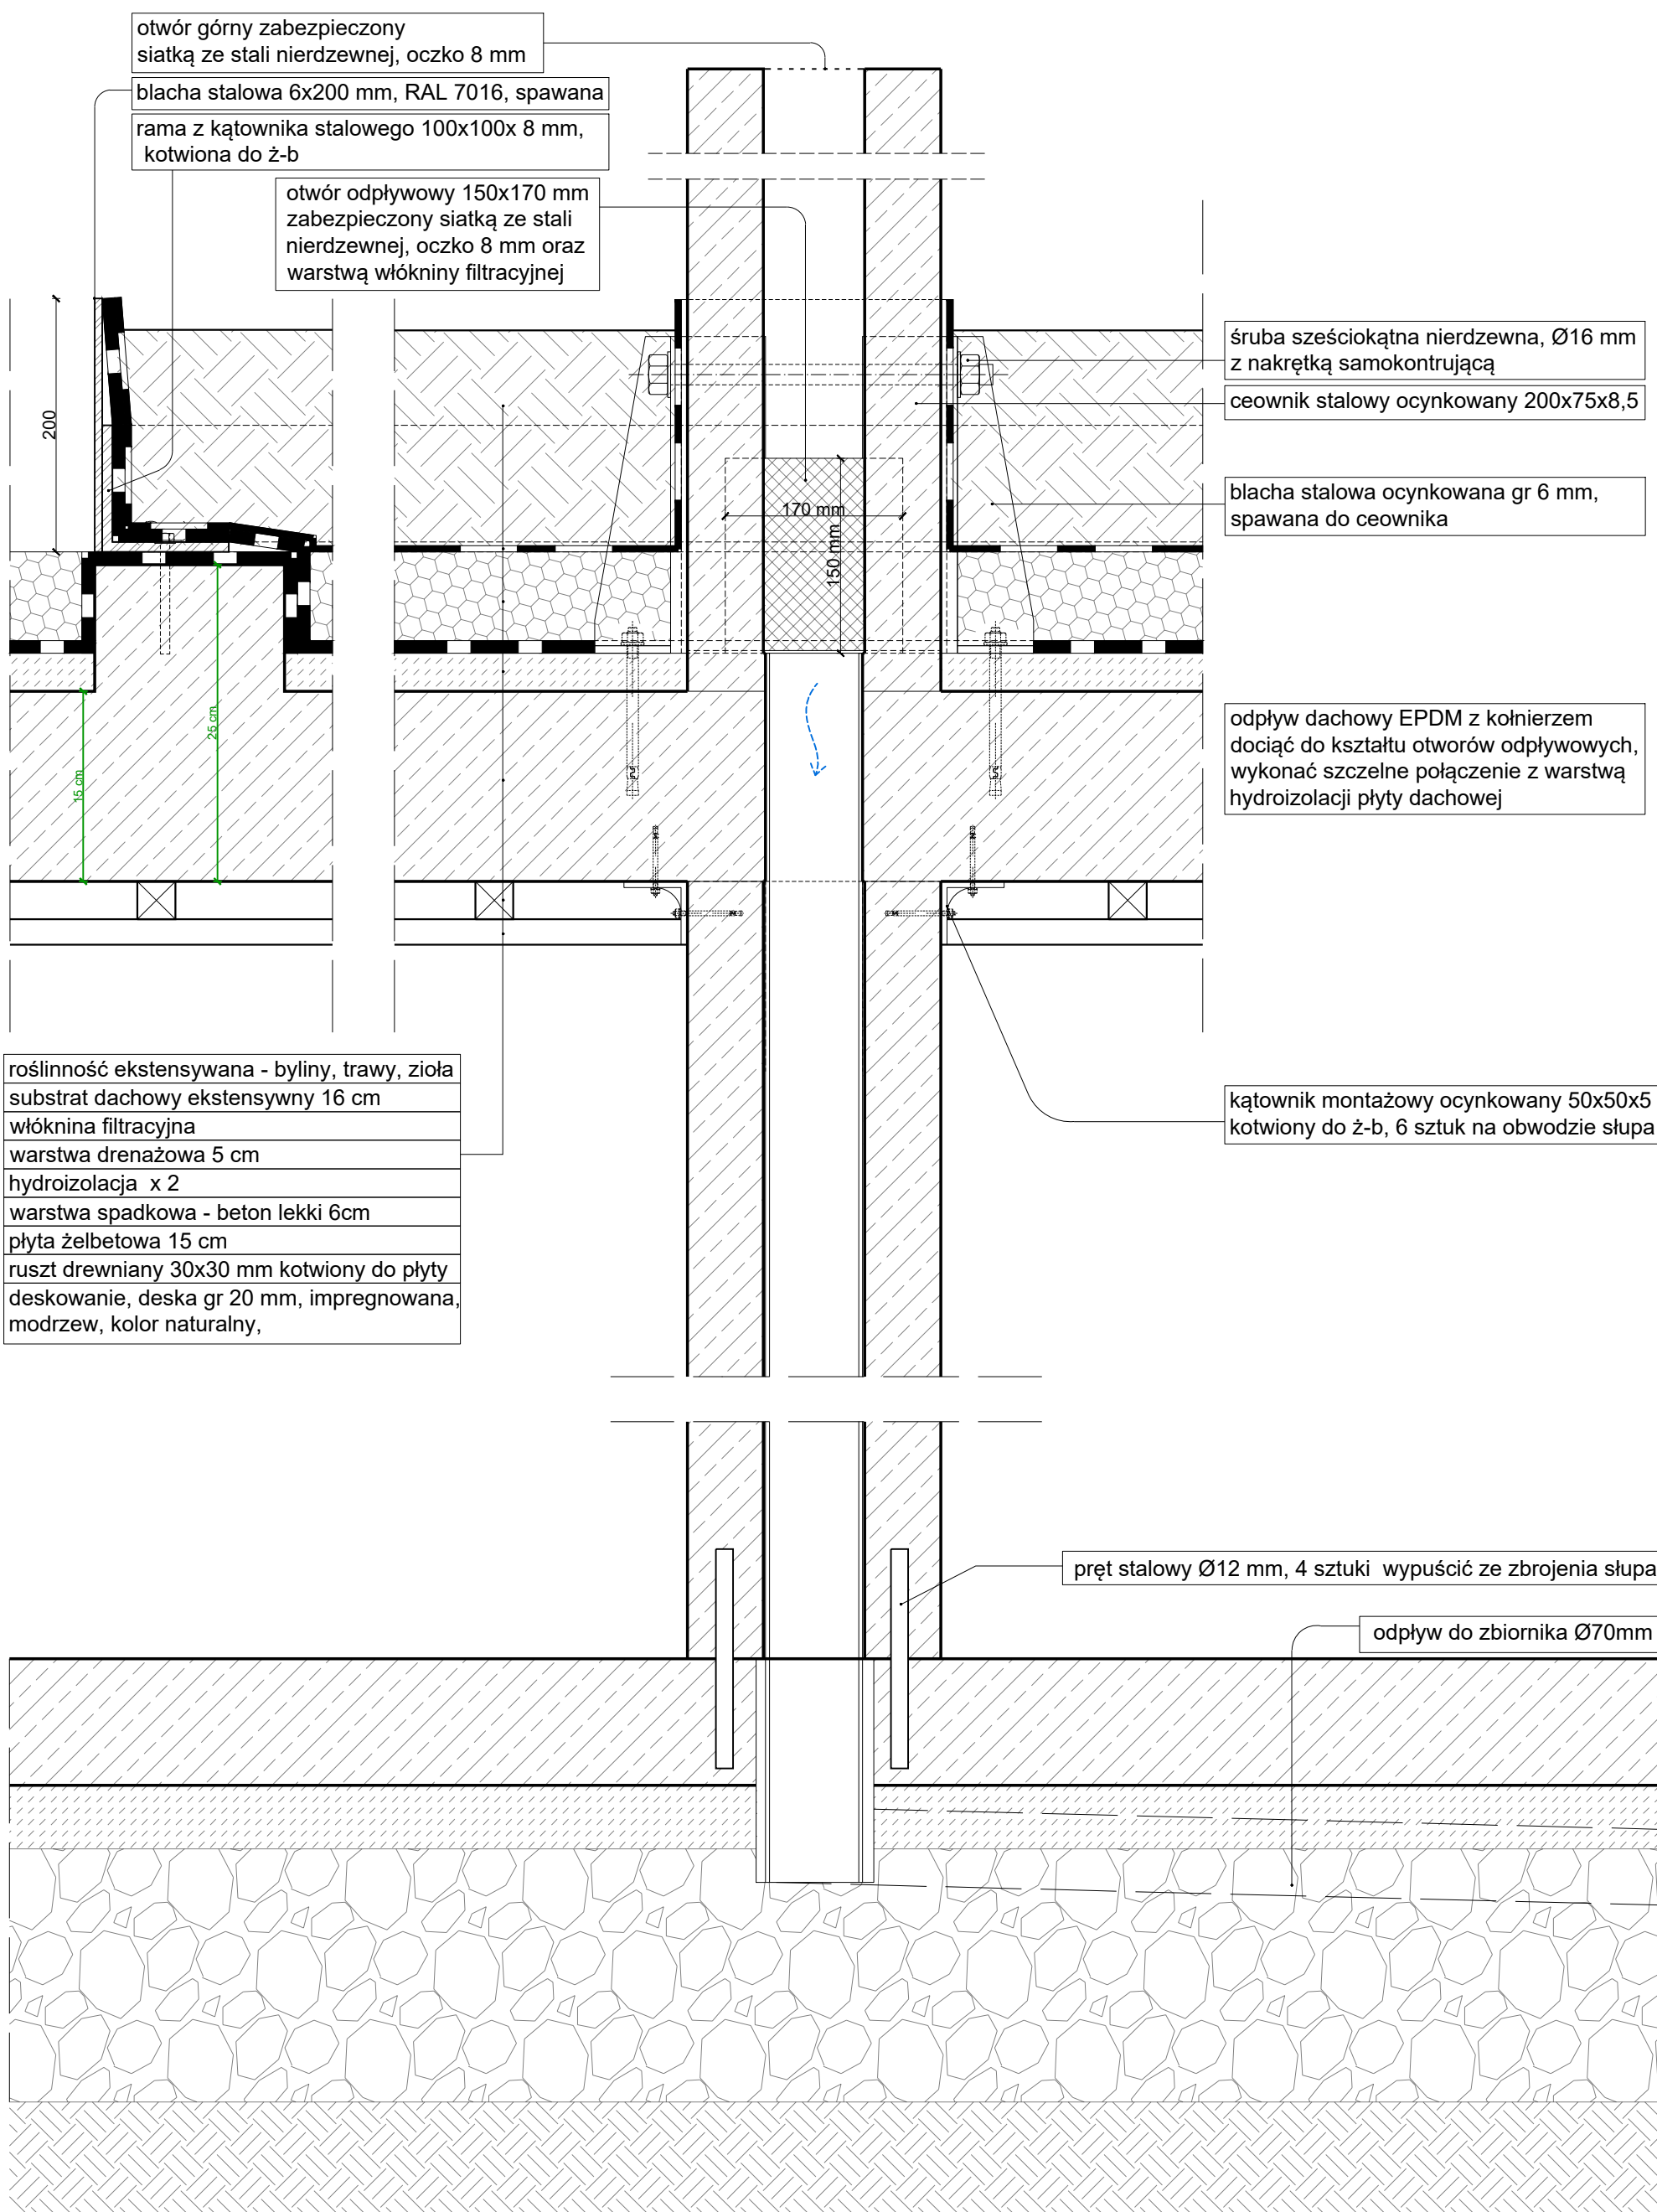 otwór górny zabezpieczony
siatką ze stali nierdzewnej, oczko 8 mm
blacha stalowa 6x200 mm, RAL 7016, spawana
rama z kątownika stalowego 100x100x 8 mm,
kotwiona do ż-b
otwór odpływowy 150x170 mm
zabezpieczony siatką ze stali
nierdzewnej, oczko 8 mm oraz
warstwą włókniny filtracyjnej
śruba sześciokątna nierdzewna, Ø16 mm
z nakrętką samokontrującą
ceownik stalowy ocynkowany 200x75x8,5
200
blacha stalowa ocynkowana gr 6 mm,
spawana do ceownika
170 mm
150 mm
odpływ dachowy EPDM z kołnierzem
dociąć do kształtu otworów odpływowych,
wykonać szczelne połączenie z warstwą
hydroizolacji płyty dachowej
25 cm
15 cm
roślinność ekstensywana - byliny, trawy, zioła
substrat dachowy ekstensywny 16 cm
włóknina filtracyjna
warstwa drenażowa 5 cm
hydroizolacja x 2
warstwa spadkowa - beton lekki 6cm
płyta żelbetowa 15 cm
ruszt drewniany 30x30 mm kotwiony do płyty
deskowanie, deska gr 20 mm, impregnowana,
modrzew, kolor naturalny,
kątownik montażowy ocynkowany 50x50x5
kotwiony do ż-b, 6 sztuk na obwodzie słupa
pręt stalowy Ø12 mm, 4 sztuki wypuścić ze zbrojenia słupa
odpływ do zbiornika Ø70mm